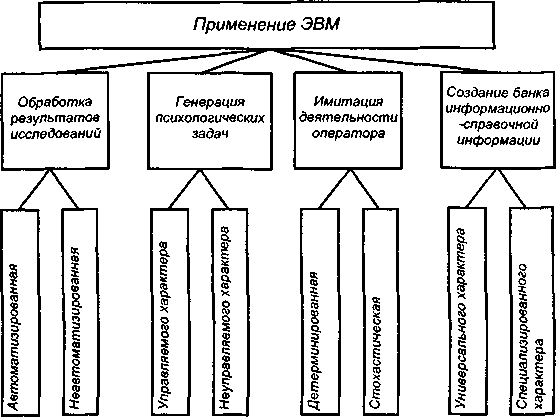 Применение ЭВМ
Обработка
результатов
исследований
Генерация
психологических
задач
Имитация
деятельности
оператора
Создание банка
информационно
-справочной
информации
Автоматизированная
Неавтоматизированная
Управляемого характера
Неуправляемого характера
Детерминированная
Стохастическая
Универсального характера
Специализированного
характера